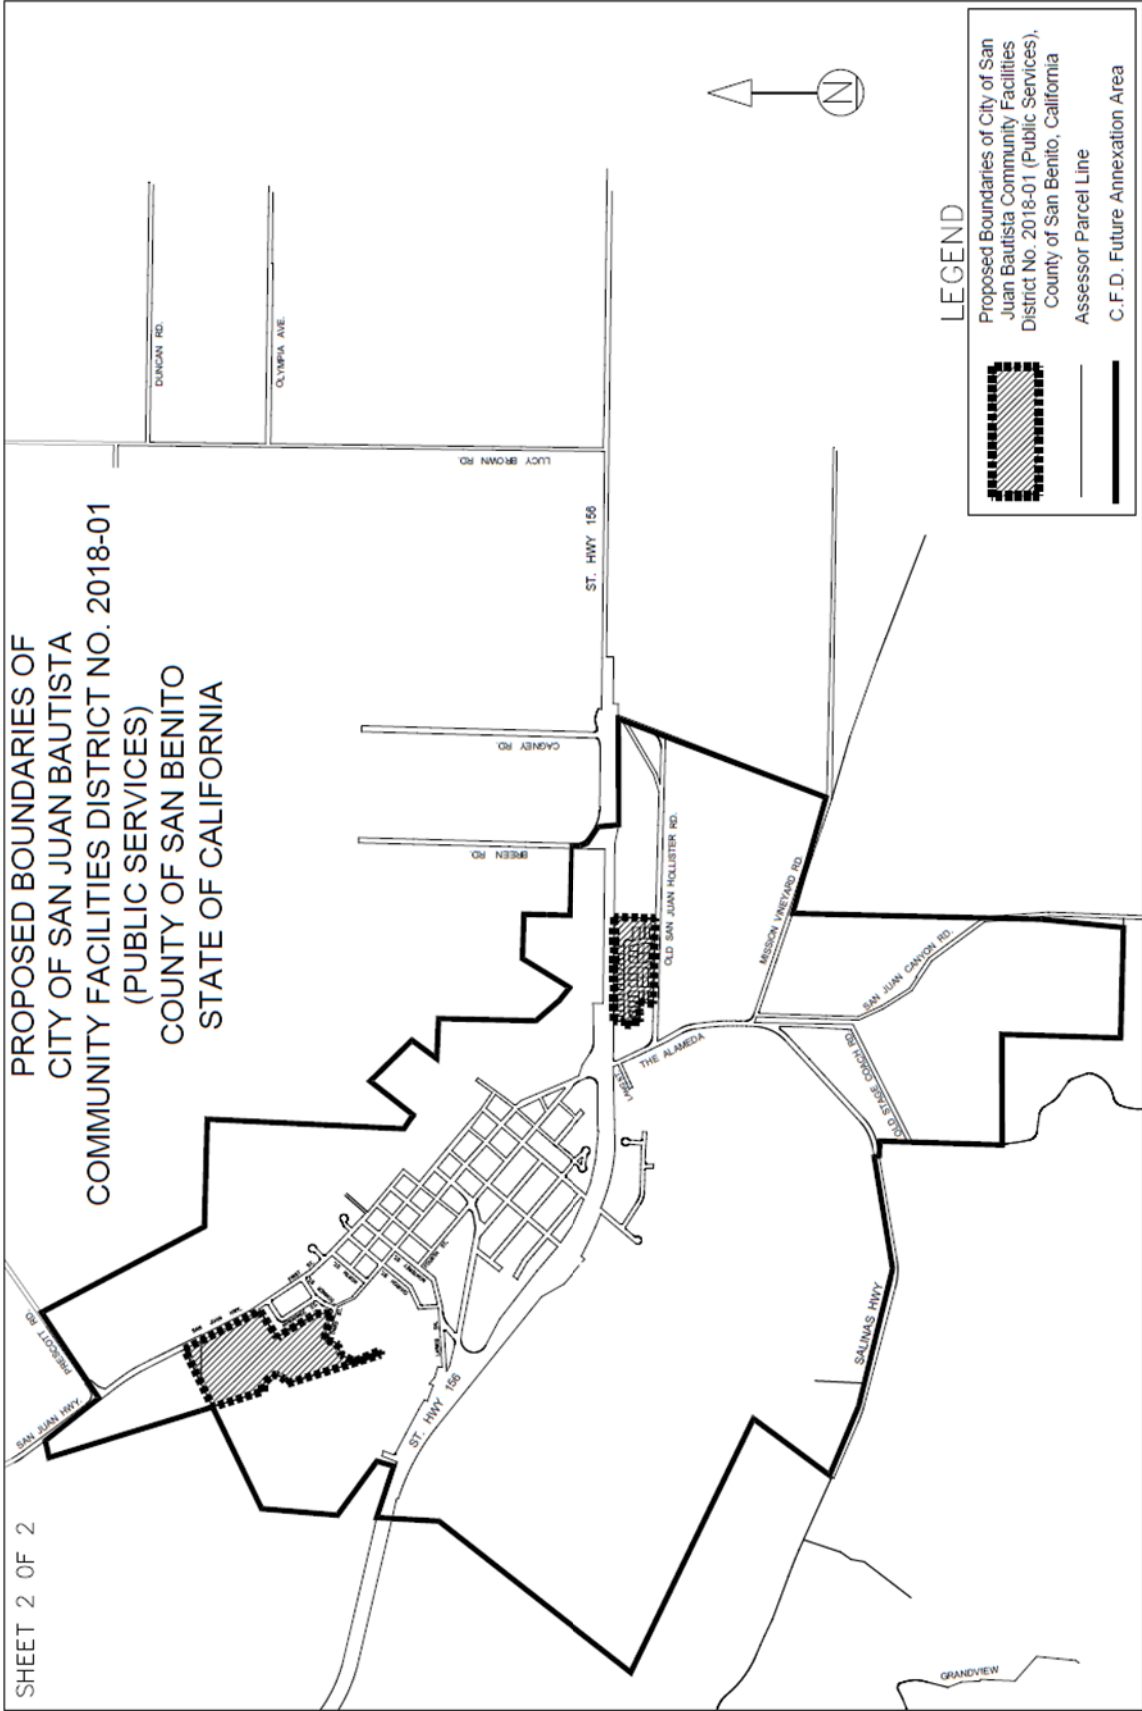 SHEET 2 OF 2
PROPOSED BOUNDARIES OF
CITY OF SAN JUAN BAUTISTA
COMMUNITY FACILITIES DISTRICT NO. 2018-01
(PUBLIC SERVICES)
COUNTY OF SAN BENITO
STATE OF CALIFORNIA
N
SAN JUAN HWY.
PRESCOTT RD.
DUNCAN RD.
OLYMPIA AVE.
LUCY BROWN RD.
ST. HWY 156
CAGNEY RD.
BREEN RD.
OLD SAN JUAN HOLLISTER RD.
MISSION VINEYARD RD.
THE ALAMEDA
SAN JUAN CANYON RD.
OLD STAGE COACH RD.
ST. HWY 156
SALINAS HWY
GRANDVIEW
LEGEND
Proposed Boundaries of City of San
Juan Bautista Community Facilities
District No. 2018-01 (Public Services),
County of San Benito, California
Assessor Parcel Line
C.F.D. Future Annexation Area